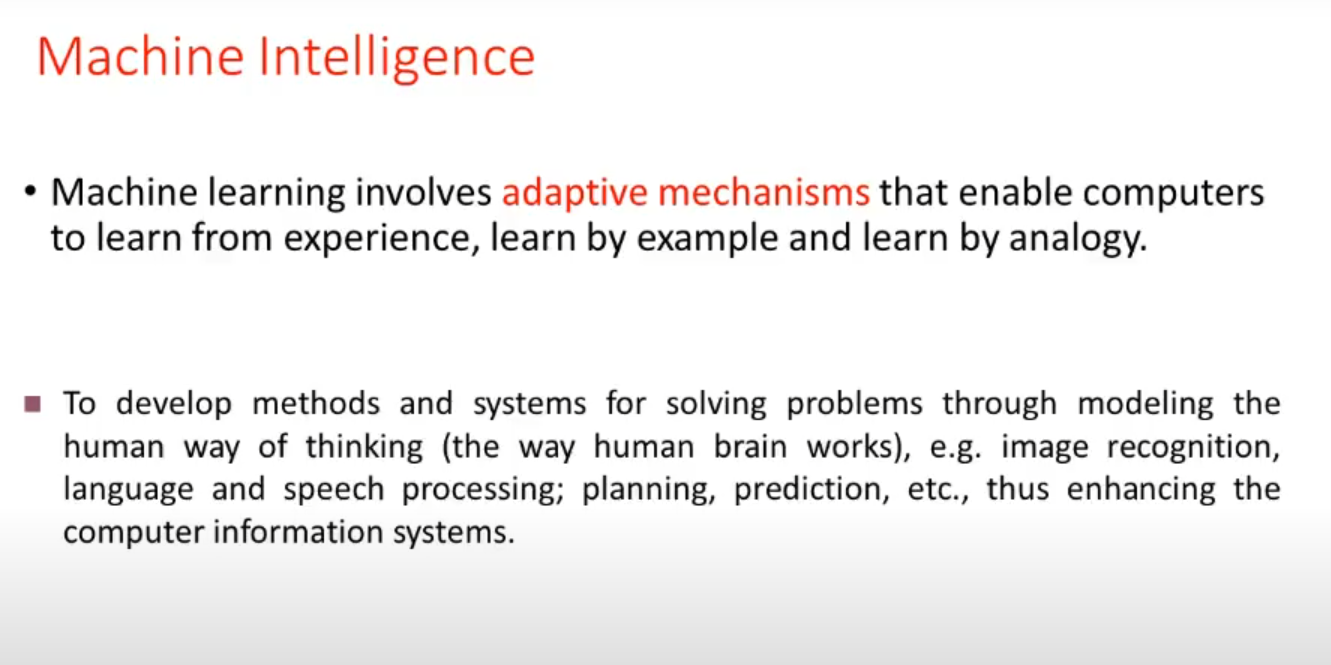 Machine Intelligence
• Machine learning involves adaptive mechanisms that enable computers
to learn from experience, learn by example and learn by analogy.
■ To develop methods and systems for solving problems through modeling the
human way of thinking (the way human brain works), e.g. image recognition,
language and speech processing; planning, prediction, etc., thus enhancing the
computer information systems.